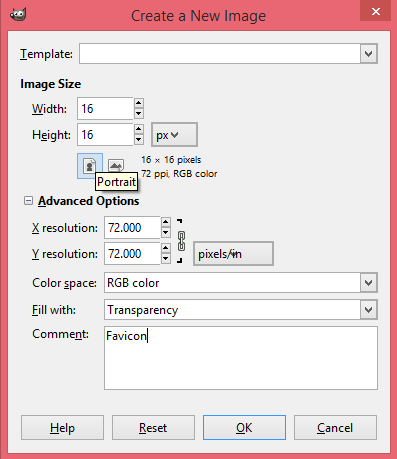 Create a New Image
Template:
Image Size
Width: 16
Height: 16 px
16 × 16 pixels
72 ppi, RGB color
Portrait
Advanced Options
X resolution: 72.000
Y resolution: 72.000 pixels/in
Color space: RGB color
Fill with: Transparency
Comment: Favicon
Help Reset OK Cancel